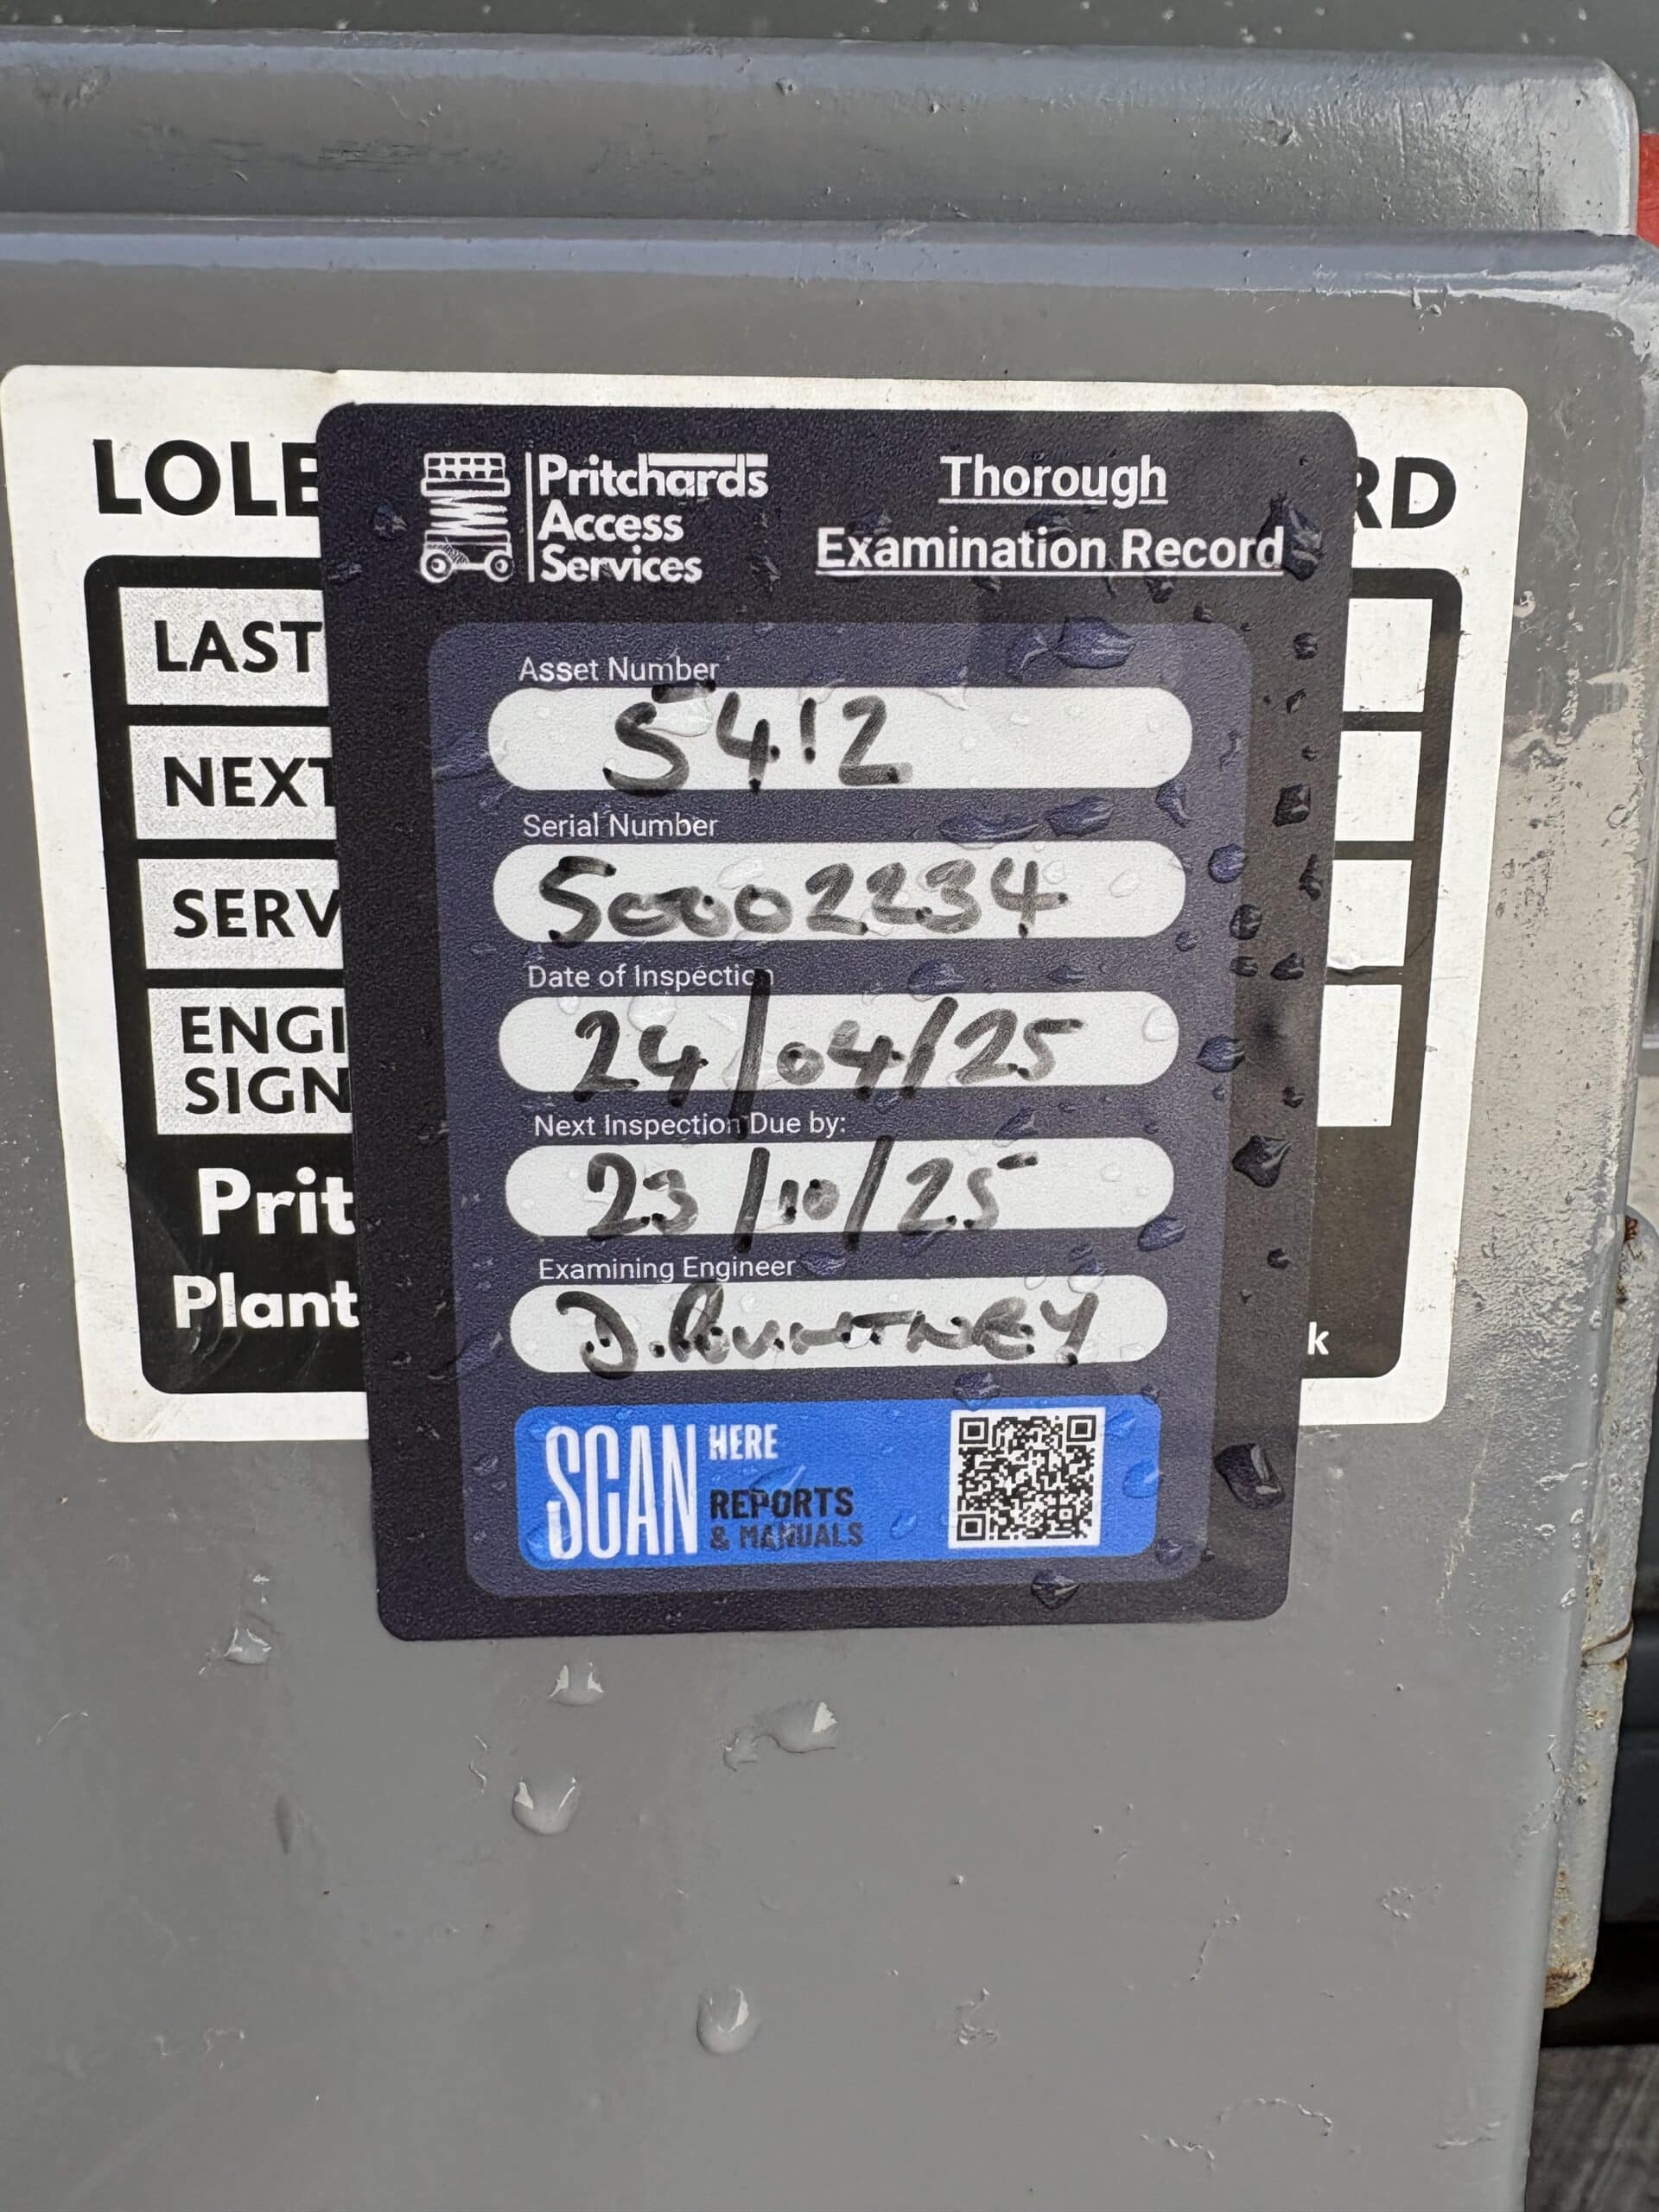 LOLE
RD
Pritchards
Access
Services
Thorough
Examination Record
LAST
NEXT
SERV
ENGI
SIGN
Prit
Plant
k
Asset Number
5412
Serial Number
S0002234
Date of Inspection
24/04/25
Next Inspection Due by:
23/10/25
Examining Engineer
SCAN HERE
REPORTS
& MANUALS